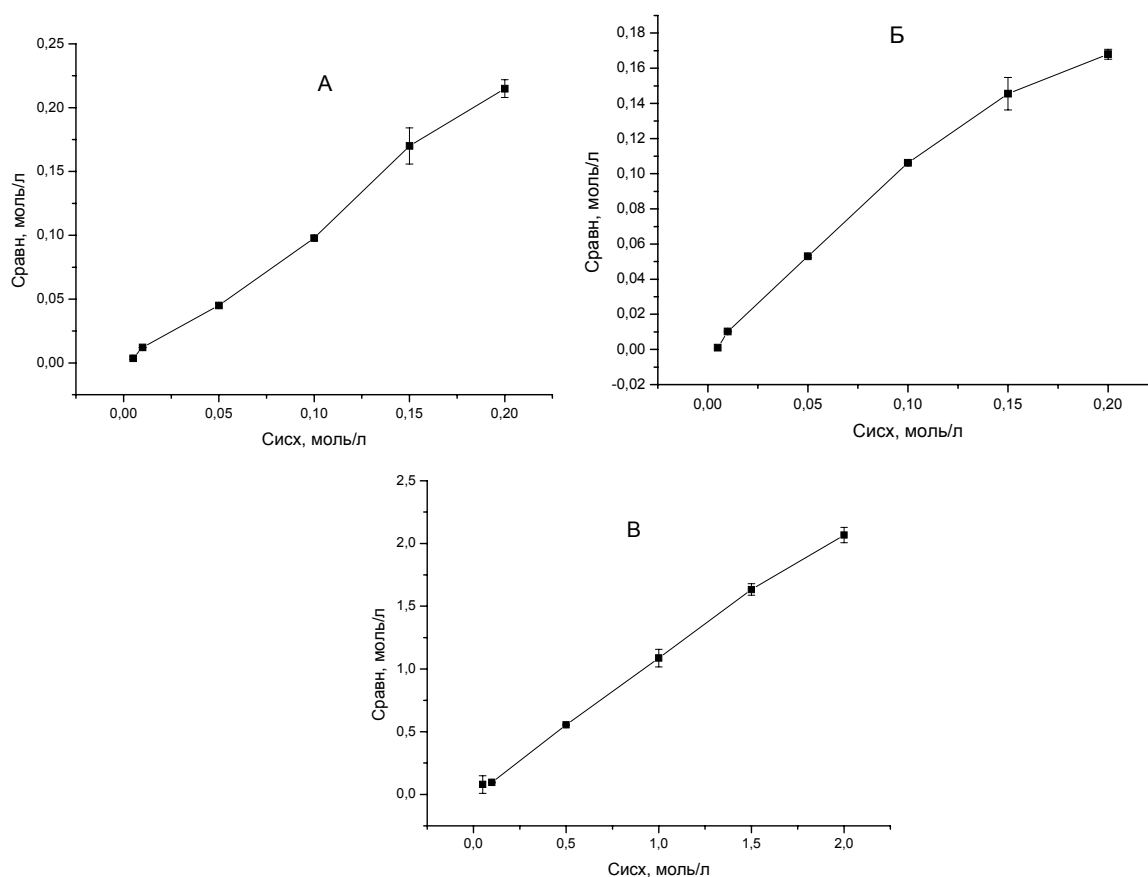 А
0,25
0,20
0,15
0,10
0,05
0,00
Сравн, моль/л
0,00 0,05 0,10 0,15 0,20
Сисх, моль/л
Б
0,18
0,16
0,14
0,12
0,10
0,08
0,06
0,04
0,02
0,00
-0,02
Сравн, моль/л
0,00 0,05 0,10 0,15 0,20
Сисх, моль/л
В
2,5
2,0
1,5
1,0
0,5
0,0
Сравн, моль/л
0,0 0,5 1,0 1,5 2,0
Сисх, моль/л